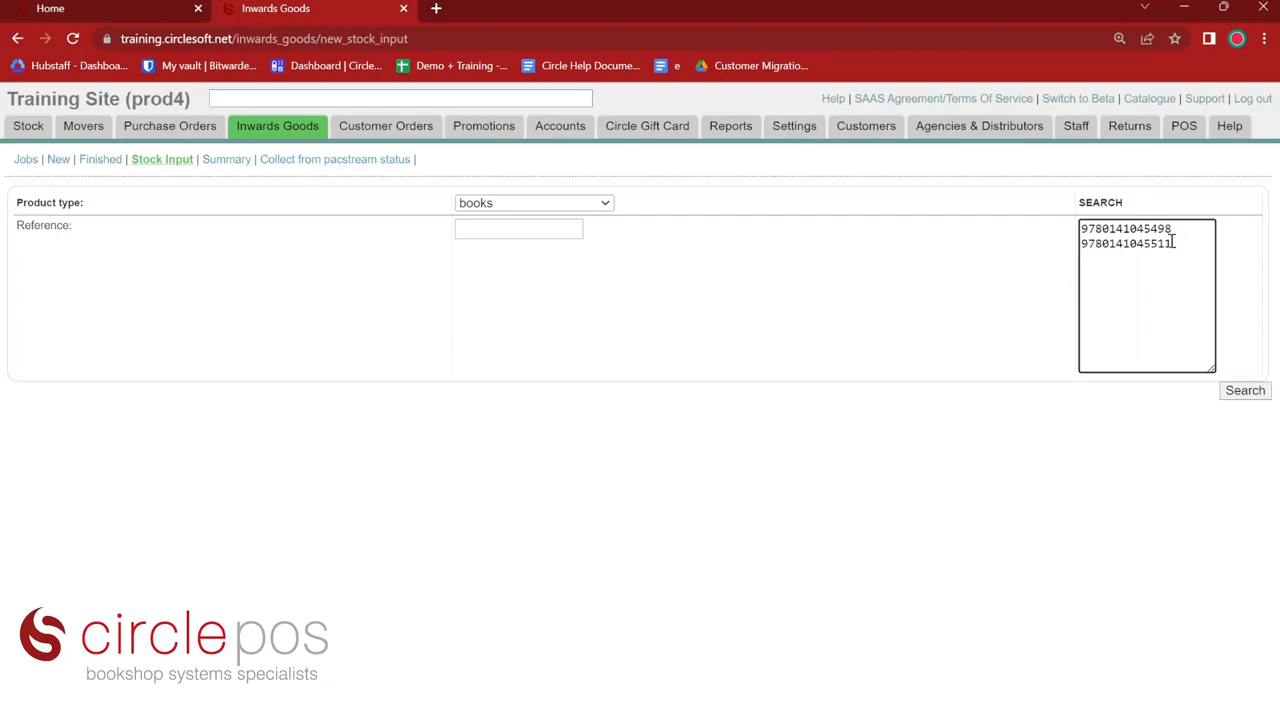 Home
Inwards Goods
training.circlesoft.net/inwards_goods/new_stock_input
Hubstaff - Dashboa...
My vault | Bitwarde...
Dashboard | Circle...
Demo + Training -...
Circle Help Docume...
e
Customer Migratio...
Training Site (prod4)
Help | SAAS Agreement/Terms Of Service | Switch to Beta | Catalogue | Support | Log out
Stock
Movers
Purchase Orders
Inwards Goods
Customer Orders
Promotions
Accounts
Circle Gift Card
Reports
Settings
Customers
Agencies & Distributors
Staff
Returns
POS
Help
Jobs | New | Finished | Stock Input | Summary | Collect from pacstream status |
Product type:
books
SEARCH
Reference:
9780141045498
9780141045511
Search
circlepos
bookshop systems specialists